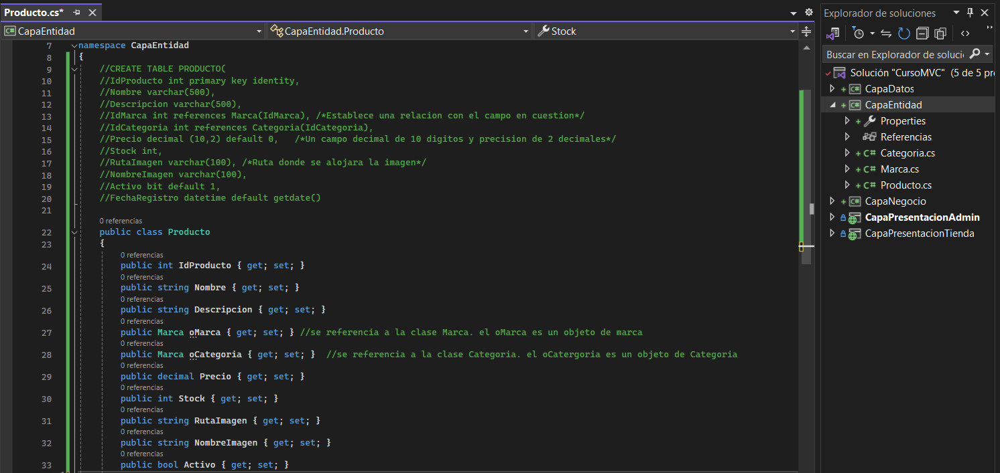 Producto.cs*
CapaEntidad
CapaEntidad.Producto
Stock
7 namespace CapaEntidad
8 {
9 //CREATE TABLE PRODUCTO(
10 //IdProducto int primary key identity,
11 //Nombre varchar(500),
12 //Descripcion varchar(500),
13 //IdMarca int references Marca(IdMarca), /*Establece una relacion con el campo en cuestion*/
14 //IdCategoria int references Categoria(IdCategoria),
15 //Precio decimal (10,2) default 0,   /*Un campo decimal de 10 digitos y precision de 2 decimales*/
16 //Stock int,
17 //RutaImagen varchar(100), /*Ruta donde se alojara la imagen*/
18 //NombreImagen varchar(100),
19 //Activo bit default 1,
20 //FechaRegistro datetime default getdate()
21
0 referencias
22 public class Producto
23 {
0 referencias
24 public int IdProducto { get; set; }
0 referencias
25 public string Nombre { get; set; }
0 referencias
26 public string Descripcion { get; set; }
0 referencias
27 public Marca oMarca { get; set; } //se referencia a la clase Marca. el oMarca es un objeto de marca
0 referencias
28 public Marca oCategoria { get; set; }  //se referencia a la clase Categoria. el oCatergoria es un objeto de Categoria
0 referencias
29 public decimal Precio { get; set; }
0 referencias
30 public int Stock { get; set; }
0 referencias
31 public string RutaImagen { get; set; }
0 referencias
32 public string NombreImagen { get; set; }
0 referencias
33 public bool Activo { get; set; }
Explorador de soluciones
Buscar en Explorador de soluci
Solución "CursoMVC" (5 de 5 pr
CapaDatos
CapaEntidad
Properties
Referencias
Categoria.cs
Marca.cs
Producto.cs
CapaNegocio
CapaPresentacionAdmin
CapaPresentacionTienda